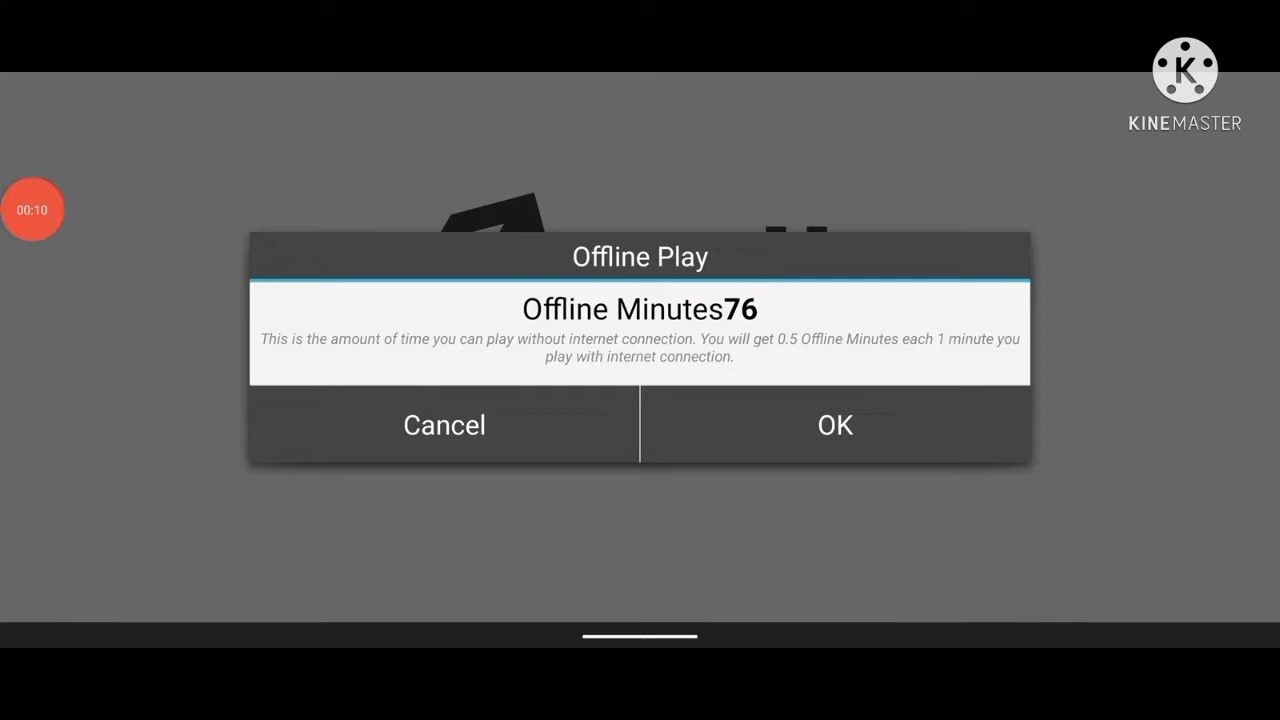 KINEMASTER
00:10
Offline Play
Offline Minutes76
This is the amount of time you can play without internet connection. You will get 0.5 Offline Minutes each 1 minute you
play with internet connection.
Cancel
OK